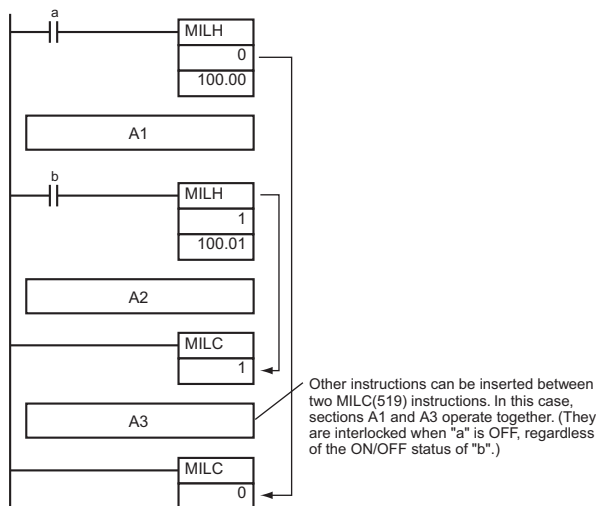 a
MILH
0
100.00
A1
b
MILH
1
100.01
A2
MILC
1
Other instructions can be inserted between
two MILC(519) instructions. In this case,
sections A1 and A3 operate together. (They
are interlocked when "a" is OFF, regardless
of the ON/OFF status of "b".)
A3
MILC
0